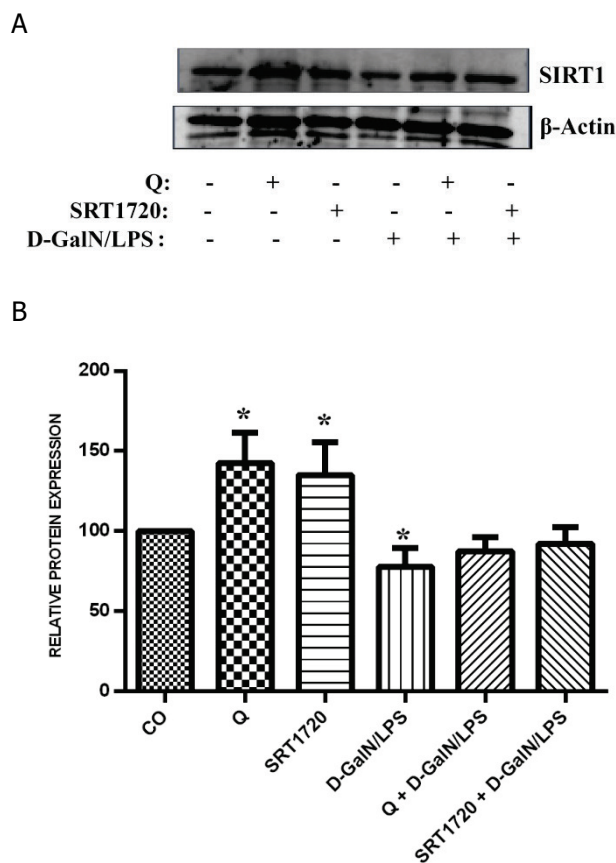 A
SIRT1
β-Actin
Q: - + - - + -
SRT1720: - - + - - +
D-GalN/LPS : - - - + + +
B
200
150
100
50
0
RELATIVE PROTEIN EXPRESSION
* * *
CO
Q
SRT1720
D-GalN/LPS
Q + D-GalN/LPS
SRT1720 + D-GalN/LPS